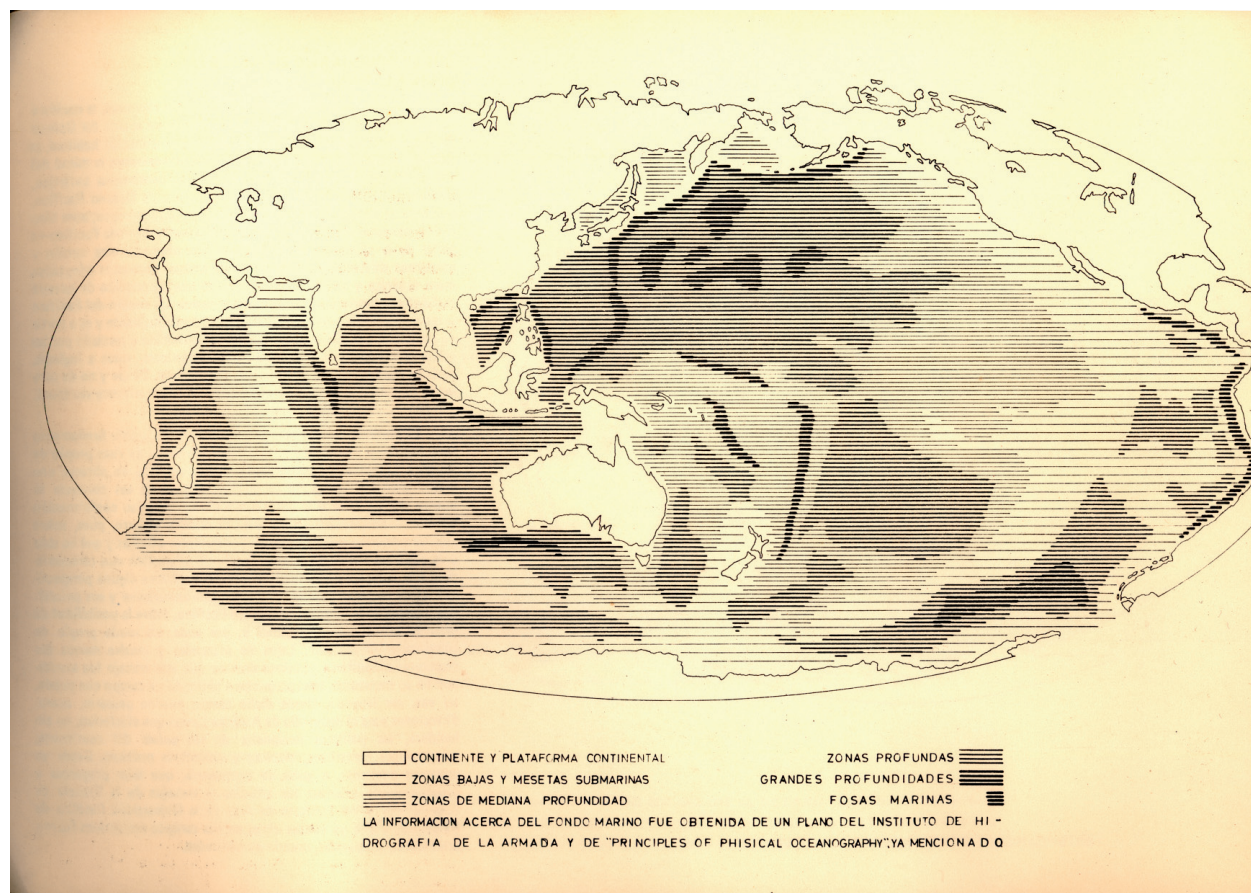 CONTINENTE Y PLATAFORMA CONTINENTAL
ZONAS BAJAS Y MESETAS SUBMARINAS
ZONAS DE MEDIANA PROFUNDIDAD
ZONAS PROFUNDAS
GRANDES PROFUNDIDADES
FOSAS MARINAS
LA INFORMACION ACERCA DEL FONDO MARINO FUE OBTENIDA DE UN PLANO DEL INSTITUTO DE HI -
DROGRAFIA DE LA ARMADA Y DE "PRINCIPLES OF PHISICAL OCEANOGRAPHY", YA MENCIONADO